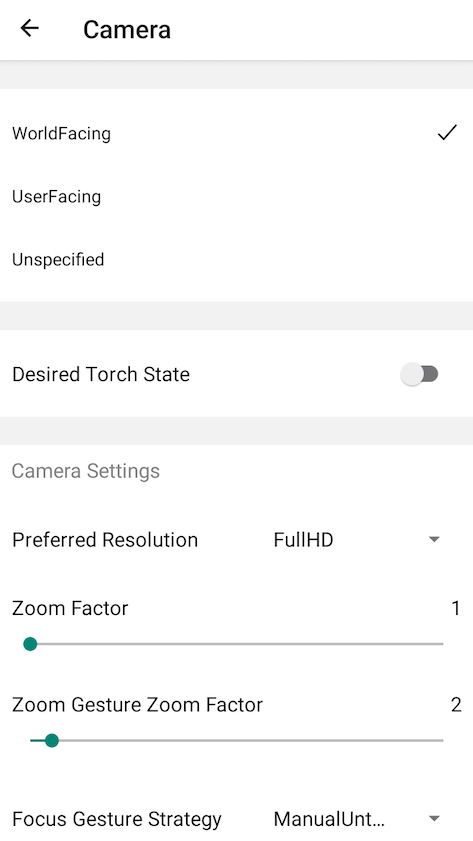 Camera
WorldFacing
UserFacing
Unspecified
Desired Torch State
Camera Settings
Preferred Resolution FullHD
Zoom Factor 1
Zoom Gesture Zoom Factor 2
Focus Gesture Strategy ManualUnt...